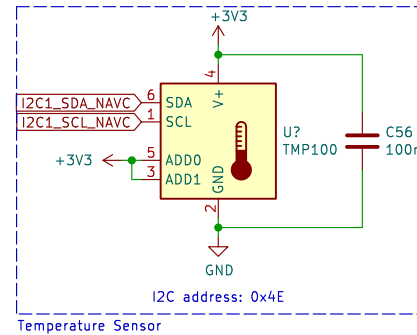 +3V3
4
V+
I2C1_SDA_NAVC 6 SDA
I2C1_SCL_NAVC 1 SCL
U?
TMP100
C56
+3V3 5 ADD0
3 ADD1
GND
2
GND
I2C address: 0x4E
Temperature Sensor